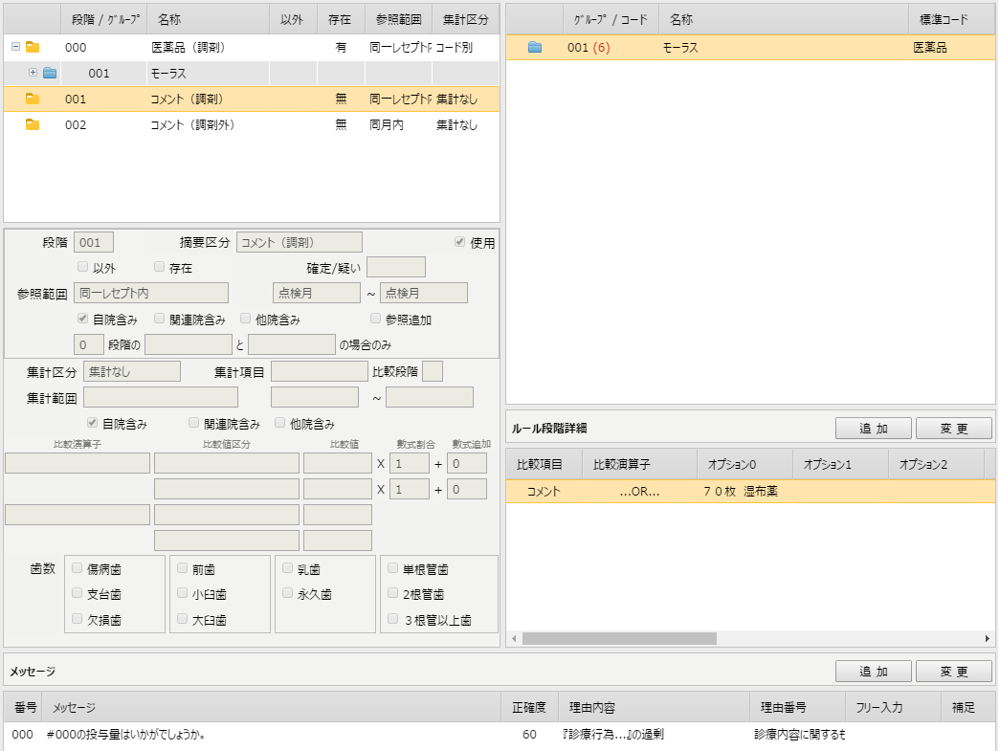 段階 / グループ 名称 以外 存在 参照範囲 集計区分
000 医薬品（調剤） 有 同一レセプト内 コード別
001 モーラス
001 コメント（調剤） 無 同一レセプト内 集計なし
002 コメント（調剤外） 無 同月内 集計なし
グループ / コード 名称 標準コード
001 (6) モーラス 医薬品
段階 001 摘要区分 コメント（調剤） 使用
以外 存在 確定/疑い
参照範囲 同一レセプト内 点検月 ~ 点検月
自院含み 関連院含み 他院含み 参照追加
0 段階の と の場合のみ
集計区分 集計なし 集計項目 比較段階
集計範囲 ~
自院含み 関連院含み 他院含み
比較演算子 比較値区分 比較値 數式割合 數式追加
X 1 + 0
X 1 + 0
歯数 傷病歯 前歯 乳歯 単根管歯
支台歯 小臼歯 永久歯 2根管歯
欠損歯 大臼歯 ３根管以上歯
ルール段階詳細 追 加 変 更
比較項目 比較演算子 オプション0 オプション1 オプション2
コメント ...OR... ７０枚 湿布薬
メッセージ 追 加 変 更
番号 メッセージ 正確度 理由内容 理由番号 フリー入力 補足
000 #000の投与量はいかがでしょうか。 60 『診療行為...』の過剰 診療内容に関するも